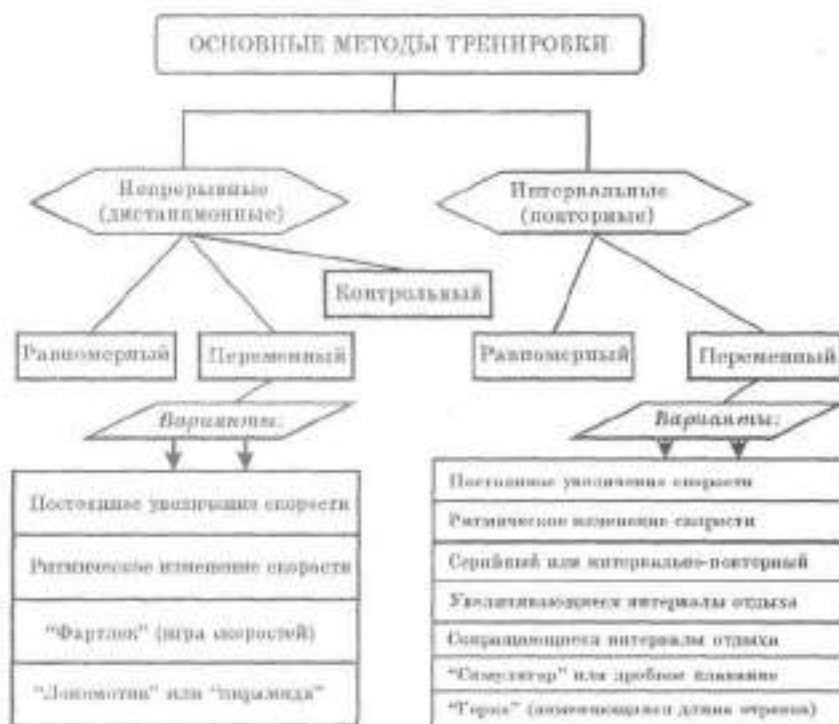 ОСНОВНЫЕ МЕТОДЫ ТРЕНИРОВКИ
Непрерывные
(дистанционные)
Интервальные
(повторные)
Контрольный
Равномерный
Переменный
Равномерный
Переменный
Варианты:
Варианты:
Постоянное увеличение скорости
Ритмическое изменение скорости
"Фартлек" (игра скоростей)
"Локомотив" или "пирамида"
Постоянное увеличение скорости
Ритмическое изменение скорости
Серийный или интервально-повторный
Увеличивающиеся интервалы отдыха
Сокращающиеся интервалы отдыха
"Симулятор" или дробное плавание
"Горка" (изменяющаяся длина отрезка)